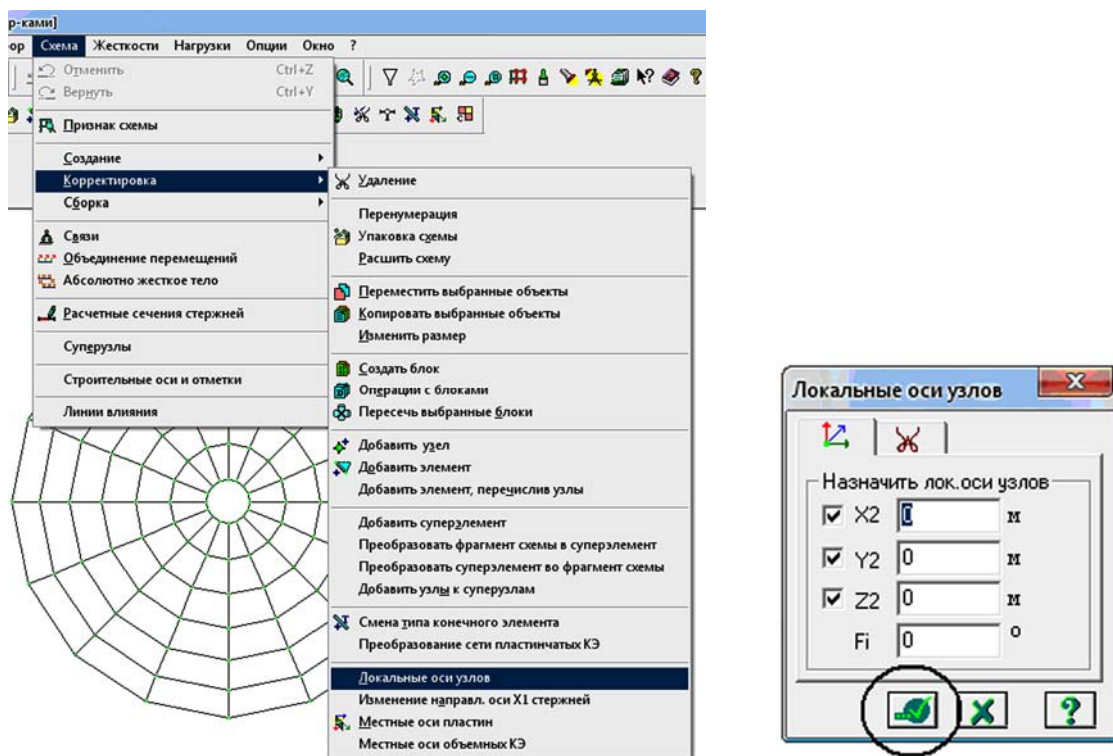 р-ками]
ор Схема Жесткости Нагрузки Опции Окно ?
Отменить Ctrl+Z
Вернуть Ctrl+Y
Признак схемы
Создание
Корректировка
Сборка
Связи
Объединение перемещений
Абсолютно жесткое тело
Расчетные сечения стержней
Суперузлы
Строительные оси и отметки
Линии влияния
Удаление
Перенумерация
Упаковка схемы
Расшить схему
Переместить выбранные объекты
Копировать выбранные объекты
Изменить размер
Создать блок
Операции с блоками
Пересечь выбранные блоки
Добавить узел
Добавить элемент
Добавить элемент, перечислив узлы
Добавить суперэлемент
Преобразовать фрагмент схемы в суперэлемент
Преобразовать суперэлемент во фрагмент схемы
Добавить узлы к суперузлам
Смена типа конечного элемента
Преобразование сети пластинчатых КЭ
Локальные оси узлов
Изменение направл. оси X1 стержней
Местные оси пластин
Местные оси объемных КЭ
Локальные оси узлов
Назначить лок.оси узлов
X2 0 м
Y2 0 м
Z2 0 м
Fi 0 °
?